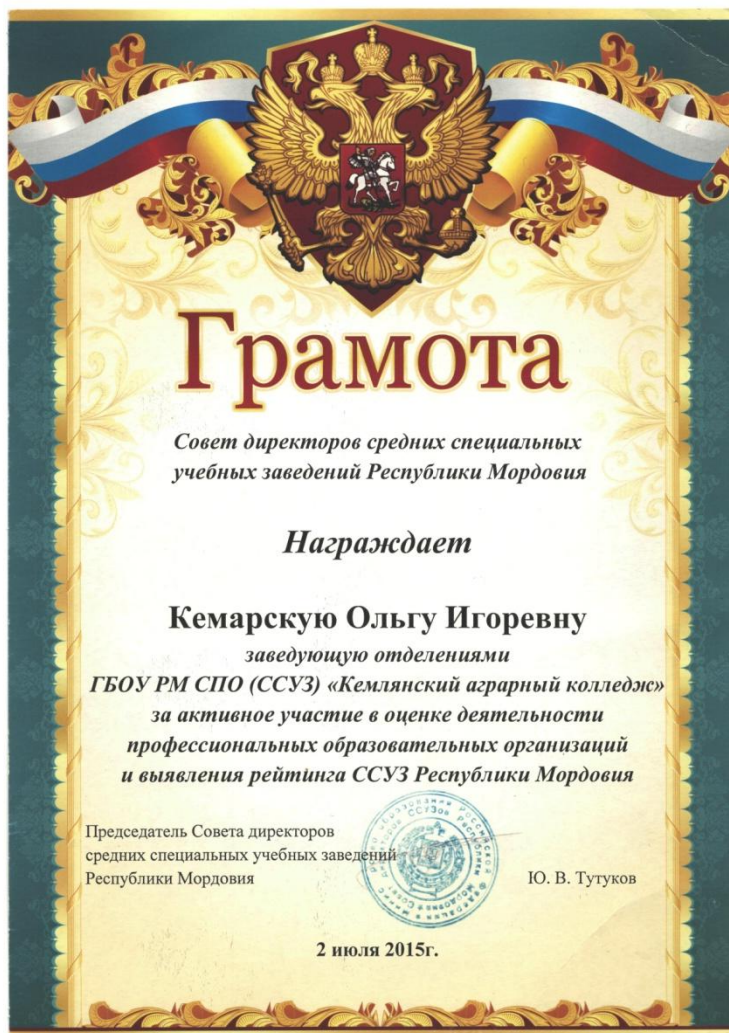 Грамота
Совет директоров средних специальных
учебных заведений Республики Мордовия
Награждает
Кемарскую Ольгу Игоревну
заведующую отделениями
ГБОУ РМ СПО (ССУЗ) «Кемлянский аграрный колледж»
за активное участие в оценке деятельности
профессиональных образовательных организаций
и выявления рейтинга ССУЗ Республики Мордовия
Председатель Совета директоров
средних специальных учебных заведений
Республики Мордовия
Ю. В. Тутуков
2 июля 2015г.